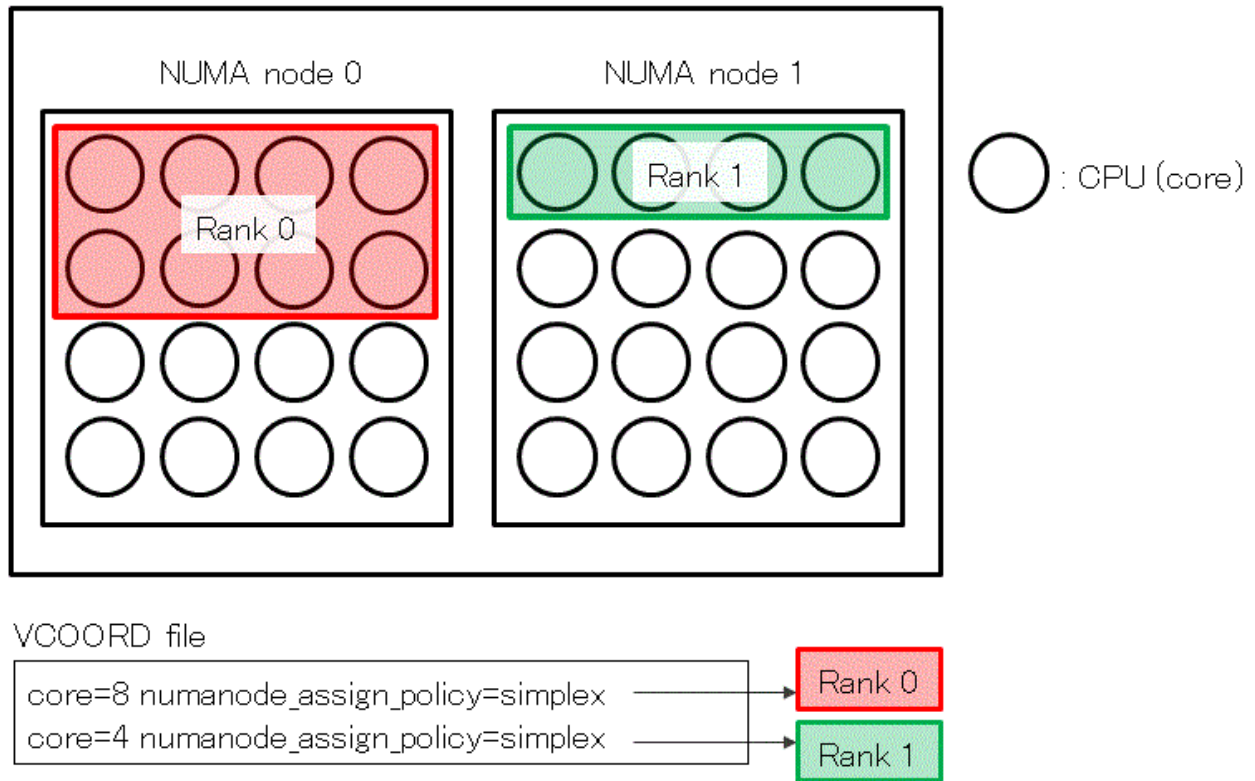 NUMA node 0
NUMA node 1
Rank 0
Rank 1
: CPU (core)
VCOORD file
core=8 numanode_assign_policy=simplex
Rank 0
core=4 numanode_assign_policy=simplex
Rank 1